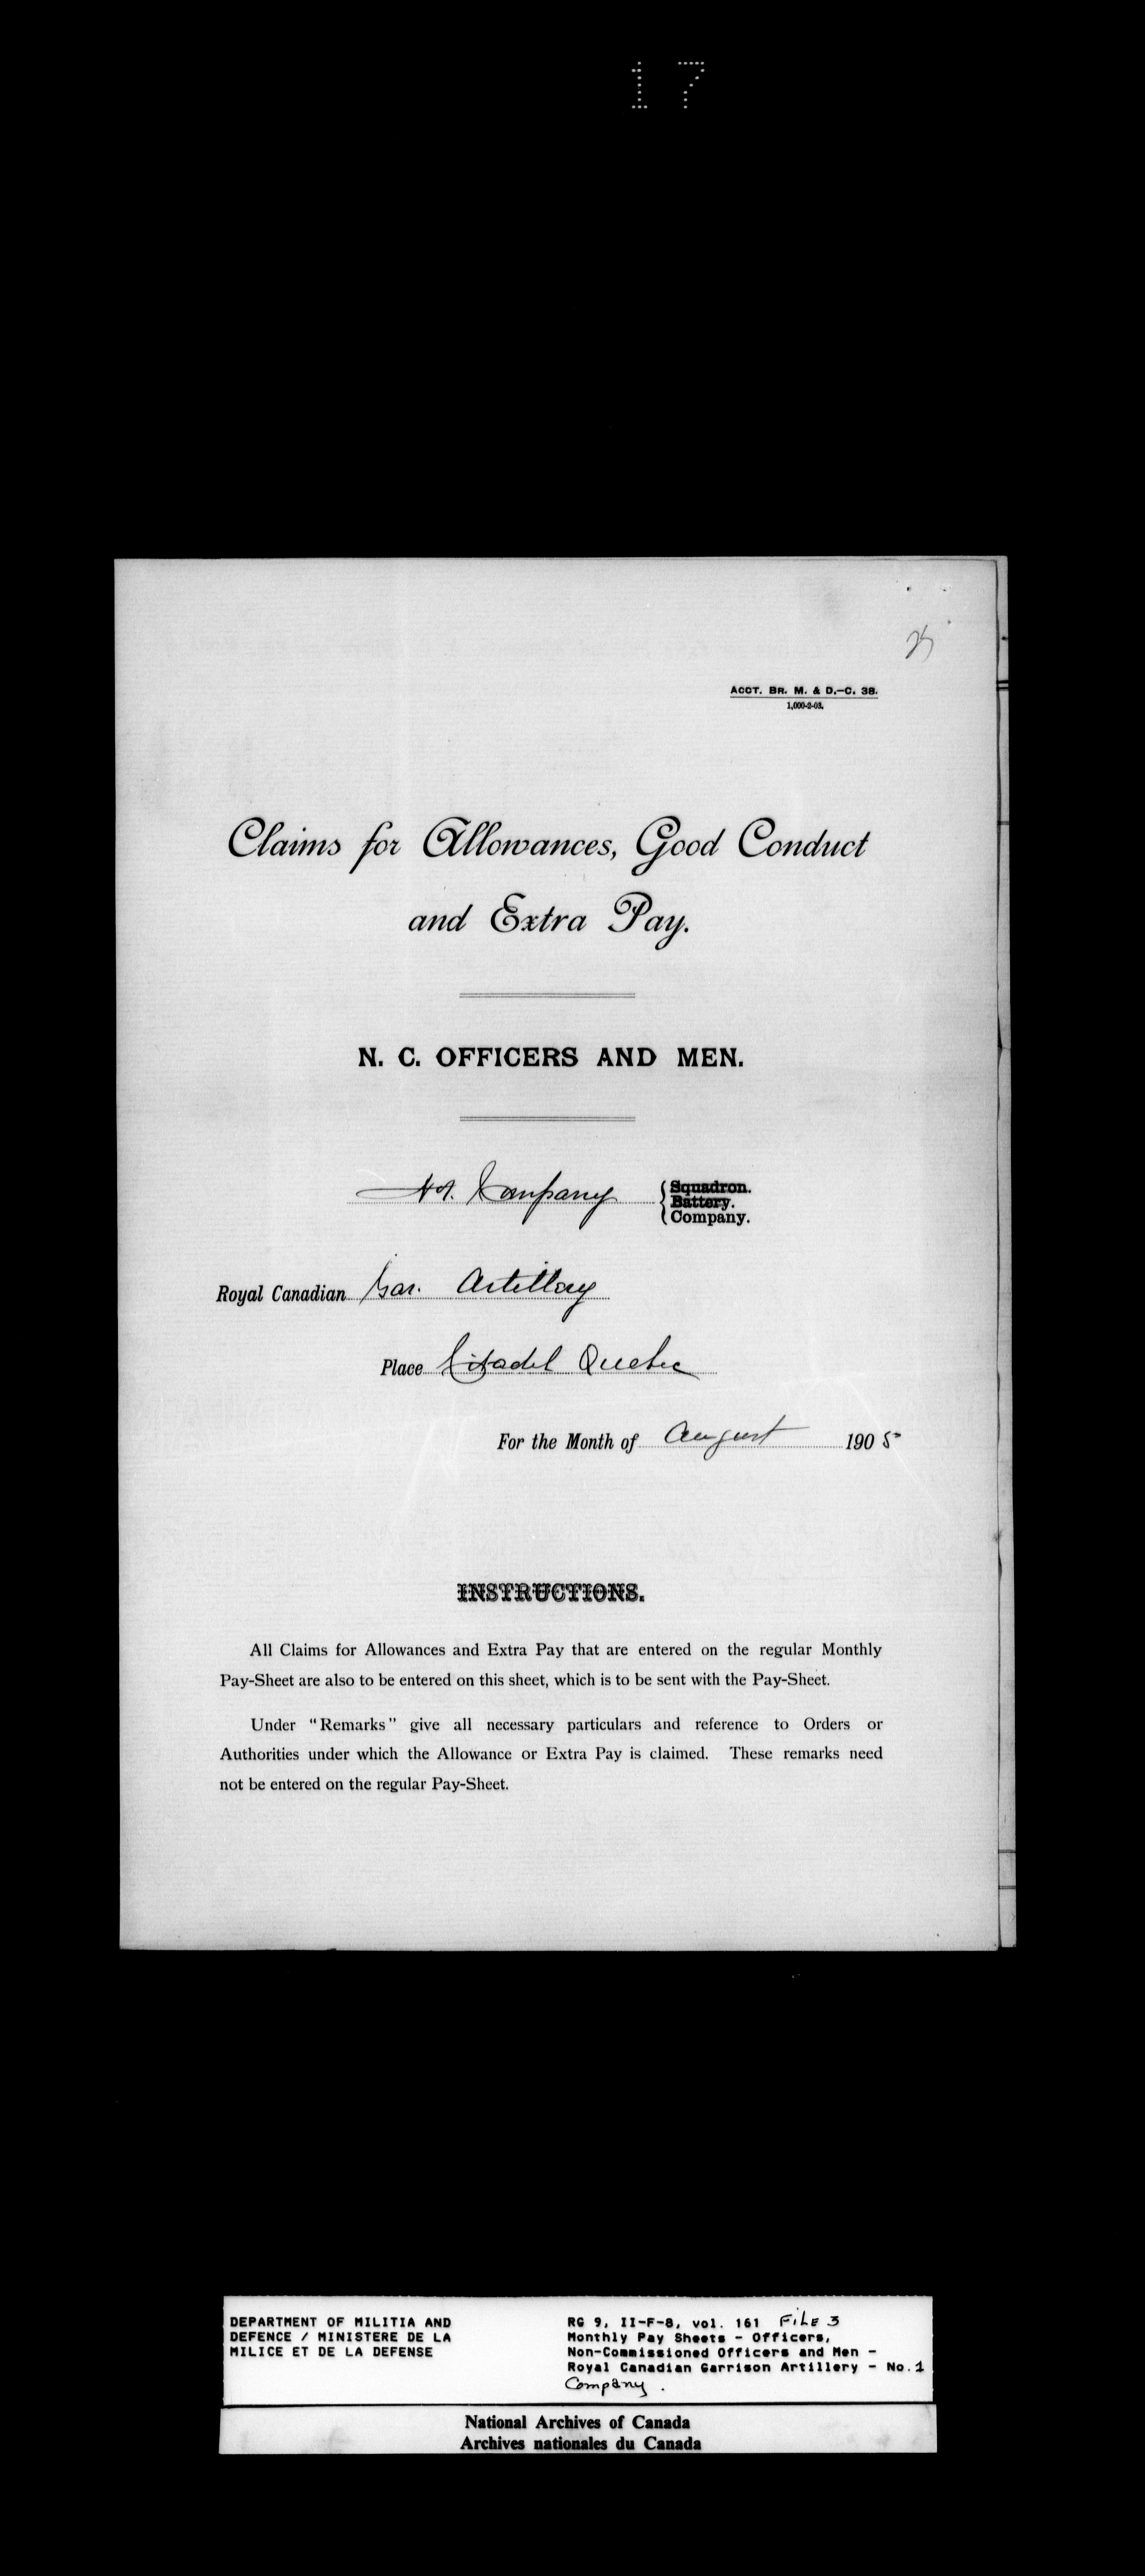 17
25
ACCT. BR. M. & D.—C. 38.
1,000-2-03.
Claims for Allowances, Good Conduct
and Extra Pay.
N. C. OFFICERS AND MEN.
Company
Squadron.
Battery.
Company.
Royal Canadian Gar. Artillery
Place Citadel Quebec
For the Month of August 1905
INSTRUCTIONS.
All Claims for Allowances and Extra Pay that are entered on the regular Monthly
Pay-Sheet are also to be entered on this sheet, which is to be sent with the Pay-Sheet.
Under "Remarks" give all necessary particulars and reference to Orders or
Authorities under which the Allowance or Extra Pay is claimed. These remarks need
not be entered on the regular Pay-Sheet.
DEPARTMENT OF MILITIA AND
DEFENCE / MINISTERE DE LA
MILICE ET DE LA DEFENSE
RG 9, II-F-8, vol. 161 FiLE 3
Monthly Pay Sheets - Officers,
Non-Commissioned Officers and Men -
Royal Canadian Garrison Artillery - No.1
Company.
National Archives of Canada
Archives nationales du Canada